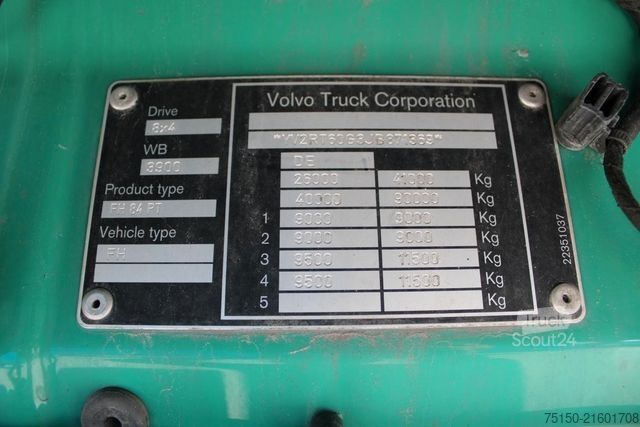 Volvo Truck Corporation
Drive
8x4
WB
3900
Product type
FH 84 PT
Vehicle type
FH
DE
26000 41000 Kg
40000 90000 Kg
1 9000 9000 Kg
2 8000 9000 Kg
3 9500 11500 Kg
4 9500 11500 Kg
5 Kg
22351037
Truck
Scout24
75150-21601708